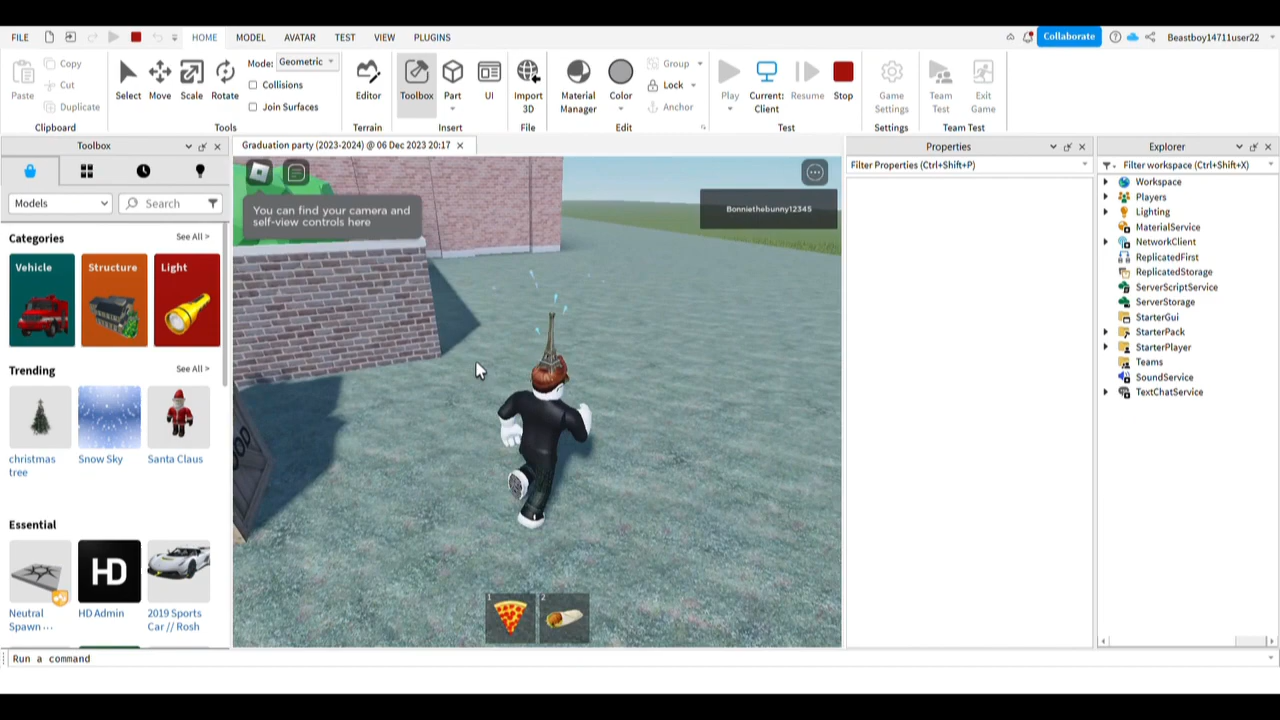 FILE HOME MODEL AVATAR TEST VIEW PLUGINS Collaborate Beastboy14711user22
Paste Copy Cut Duplicate Select Move Scale Rotate Mode: Geometric Collisions Join Surfaces Editor Toolbox Part UI Import 3D Material Manager Color Group Lock Anchor Play Current: Client Resume Stop Game Settings Team Test Exit Game
Clipboard Tools Terrain Insert File Edit Test Settings Team Test
Toolbox
Models Search
Categories See All >
Vehicle Structure Light
Trending See All >
christmas tree Snow Sky Santa Claus
Essential
HD
Neutral Spawn ... HD Admin 2019 Sports Car // Rosh
Graduation party (2023-2024) @ 06 Dec 2023 20:17
You can find your camera and
self-view controls here
Bonniethebunny12345
1 2
Properties
Filter Properties (Ctrl+Shift+P)
Explorer
Filter workspace (Ctrl+Shift+X)
Workspace
Players
Lighting
MaterialService
NetworkClient
ReplicatedFirst
ReplicatedStorage
ServerScriptService
ServerStorage
StarterGui
StarterPack
StarterPlayer
Teams
SoundService
TextChatService
Run a command